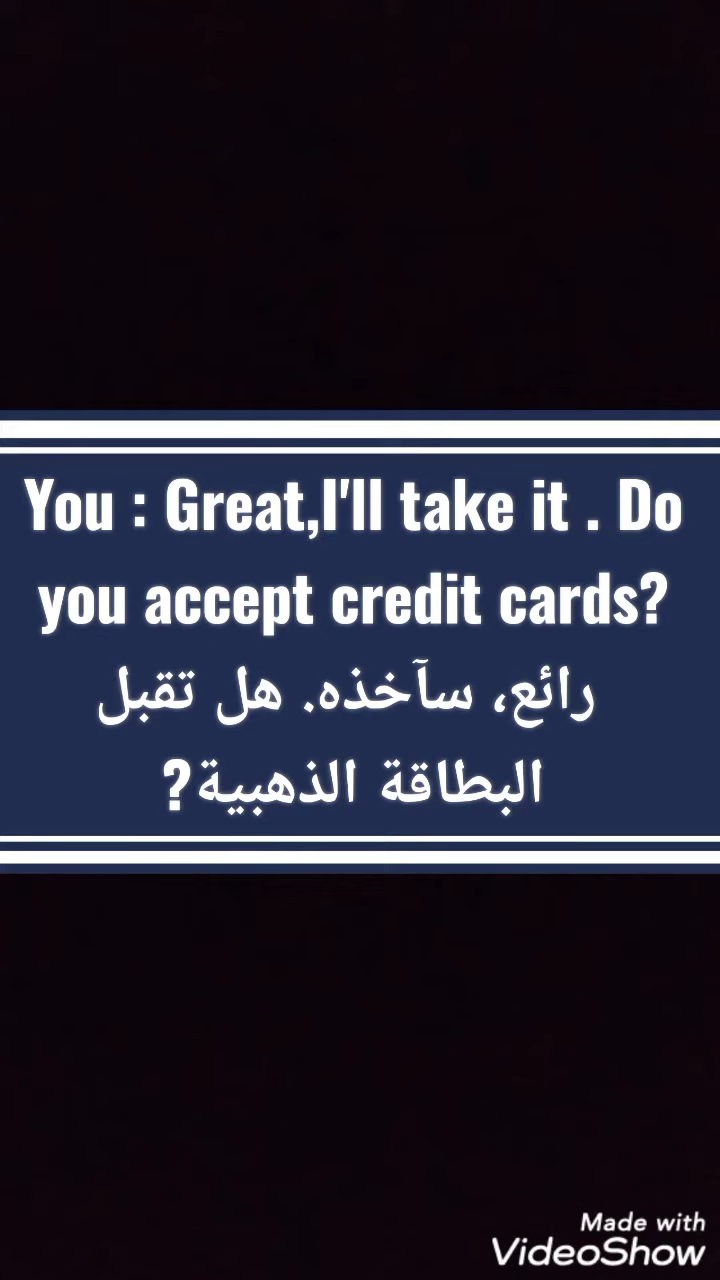 You : Great,I'll take it . Do
you accept credit cards?
رائع، سآخذه. هل تقبل
البطاقة الذهبية?
Made with
VideoShow